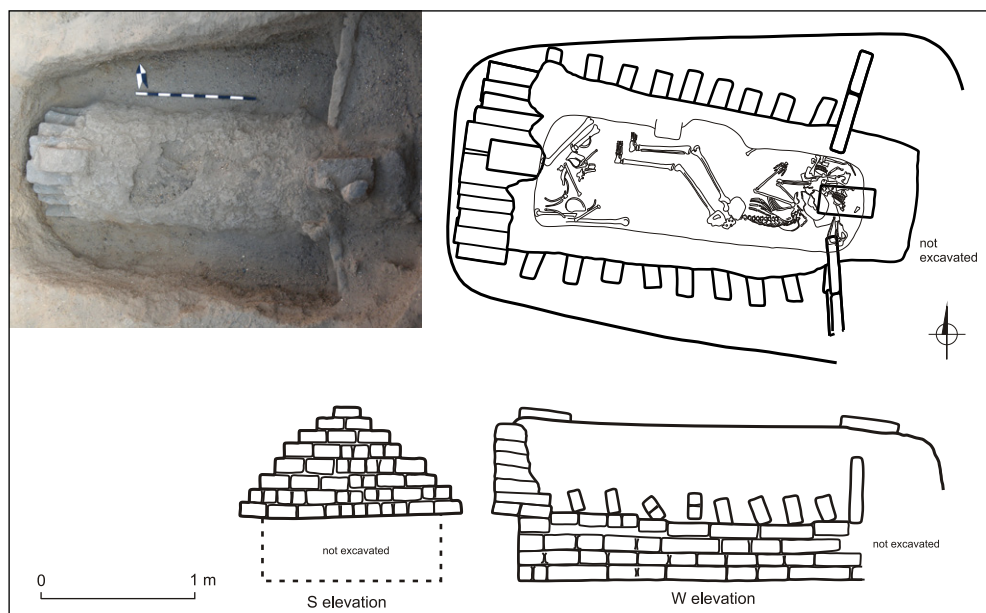 not
excavated
not excavated
not excavated
0
1 m
S elevation
W elevation